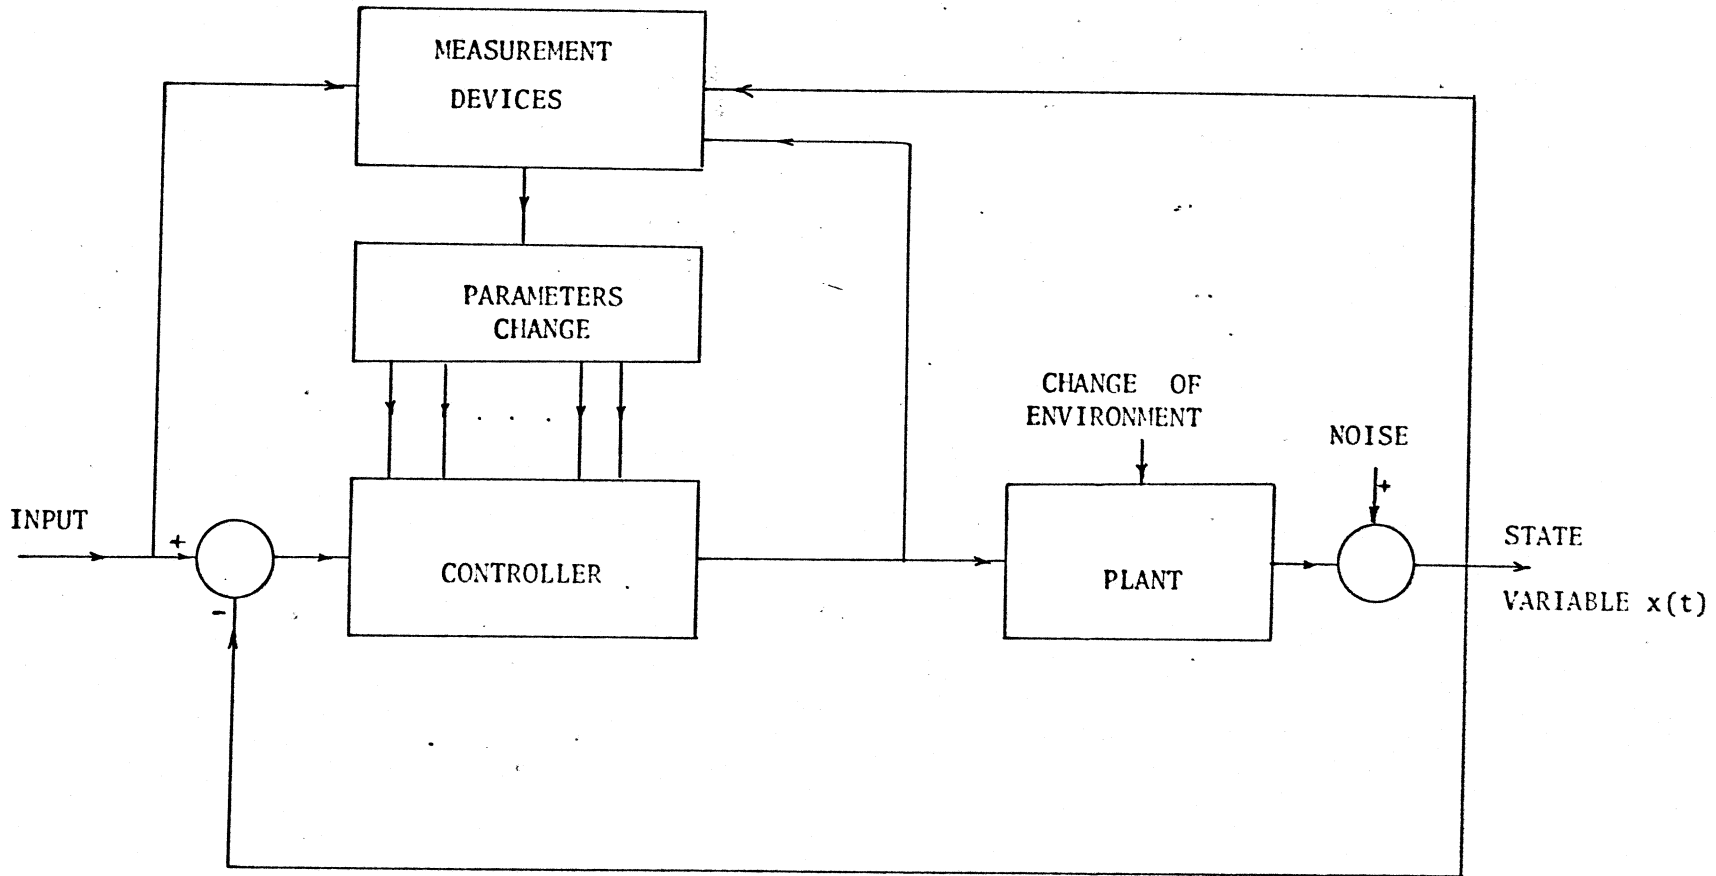 MEASUREMENT
DEVICES
PARAMETERS
CHANGE
CHANGE OF
ENVIRONMENT
NOISE
+
INPUT
+
-
CONTROLLER
PLANT
STATE
VARIABLE x(t)